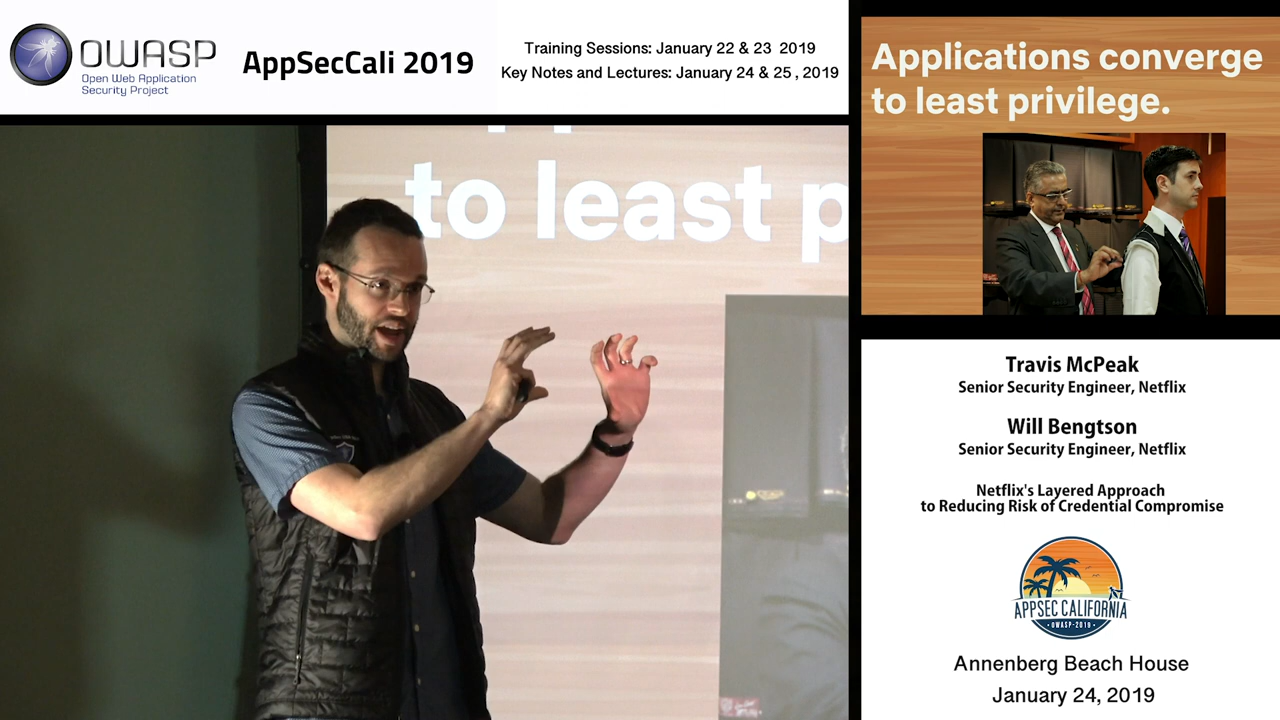 OWASP
Open Web Application
Security Project
AppSecCali 2019
Training Sessions: January 22 & 23 2019
Key Notes and Lectures: January 24 & 25 , 2019
to least p
Applications converge
to least privilege.
Travis McPeak
Senior Security Engineer, Netflix
Will Bengtson
Senior Security Engineer, Netflix
Netflix's Layered Approach
to Reducing Risk of Credential Compromise
APPSEC CALIFORNIA
• OWASP-2019 •
Annenberg Beach House
January 24, 2019